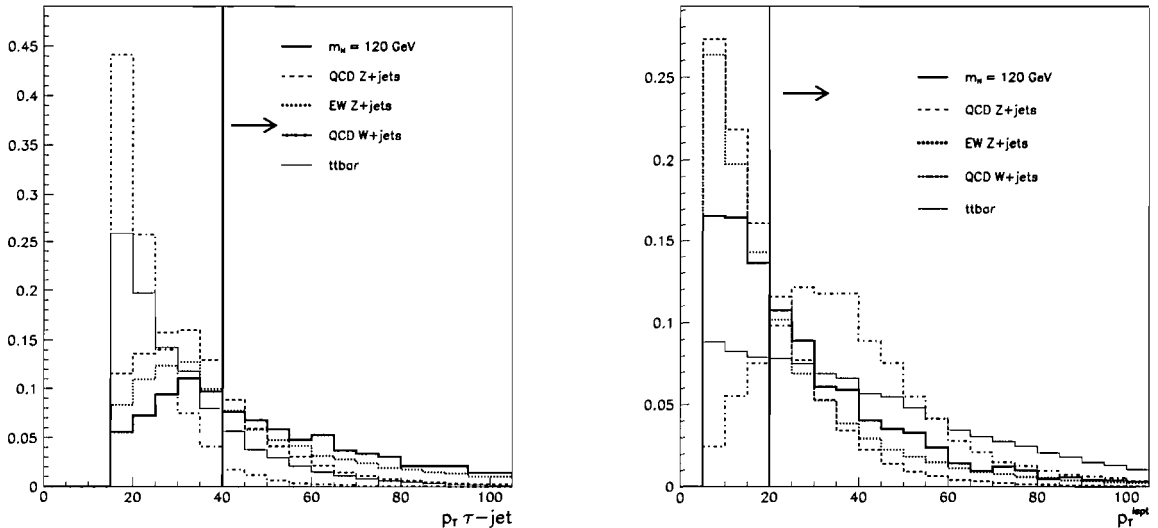 0.45
0.4
0.35
0.3
0.25
0.2
0.15
0.1
0.05
0
0 20 40 60 80 100
p_T τ-jet
m_H = 120 GeV
QCD Z+jets
EW Z+jets
QCD W+jets
ttbar
0.25
0.2
0.15
0.1
0.05
0
0 20 40 60 80 100
p_T^lept
m_H = 120 GeV
QCD Z+jets
EW Z+jets
QCD W+jets
ttbar